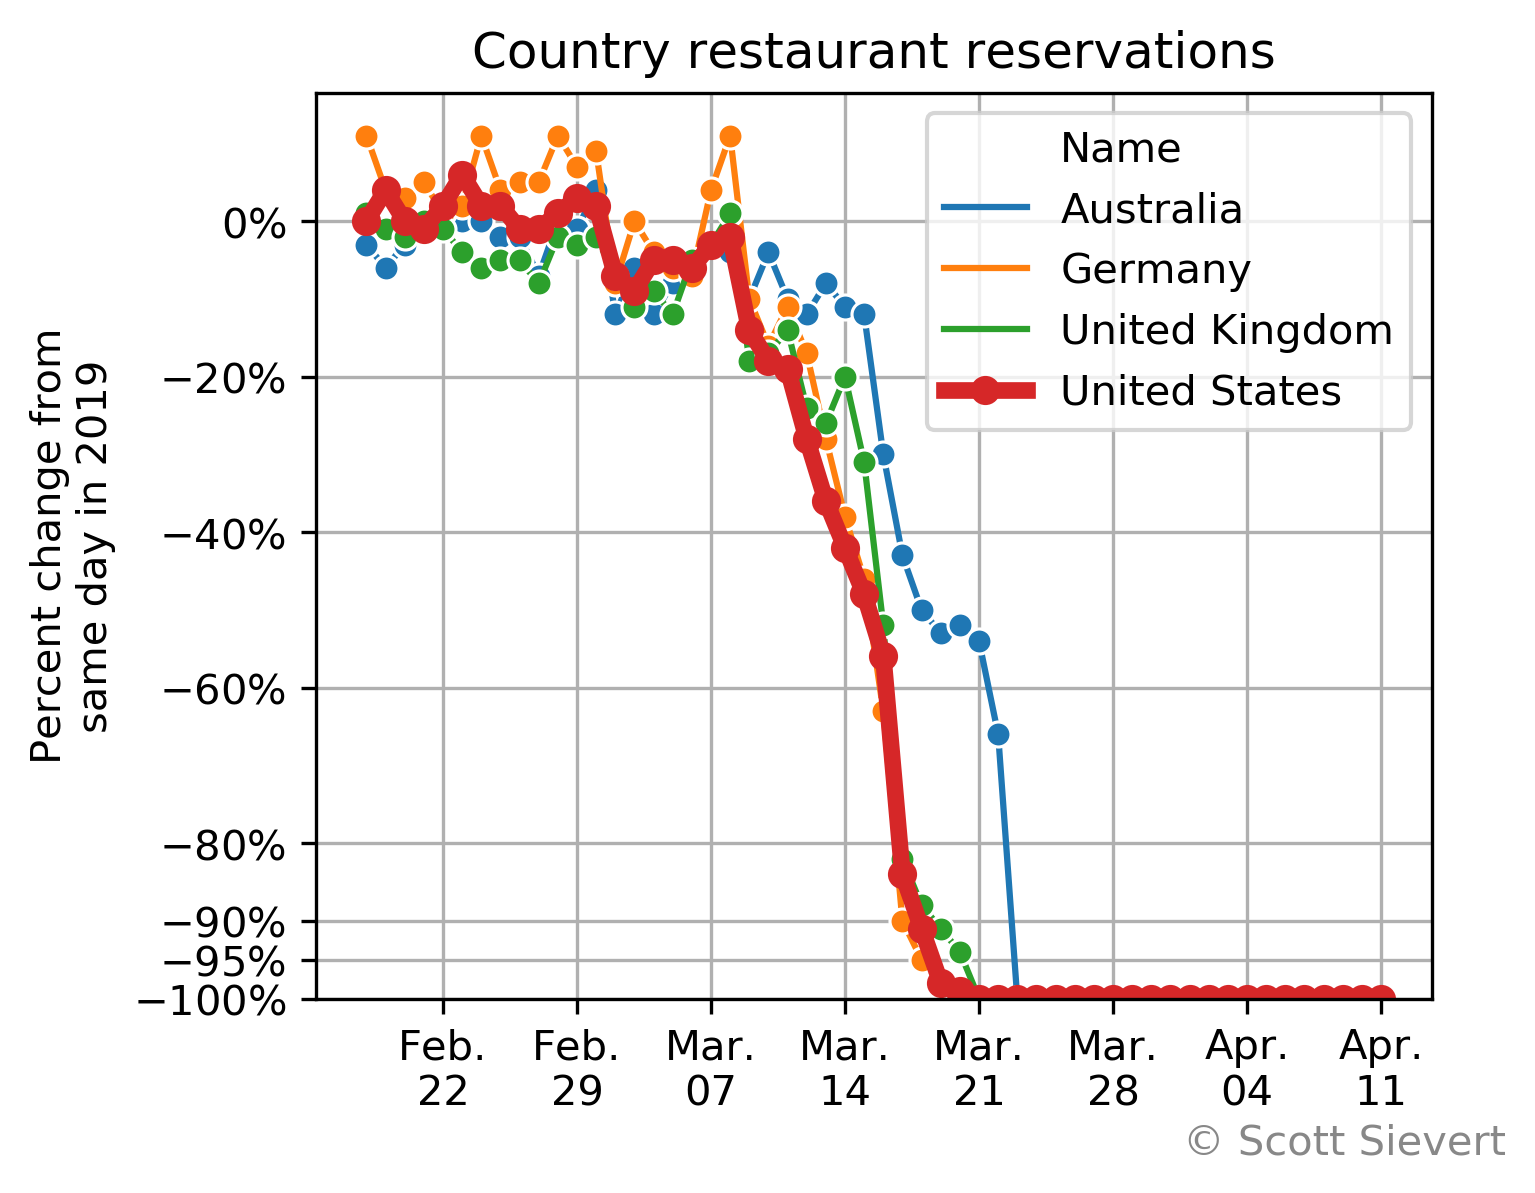 Country restaurant reservations
Percent change from
same day in 2019
0%
−20%
−40%
−60%
−80%
−90%
−95%
−100%
Name
Australia
Germany
United Kingdom
United States
Feb. 22
Feb. 29
Mar. 07
Mar. 14
Mar. 21
Mar. 28
Apr. 04
Apr. 11
© Scott Sievert